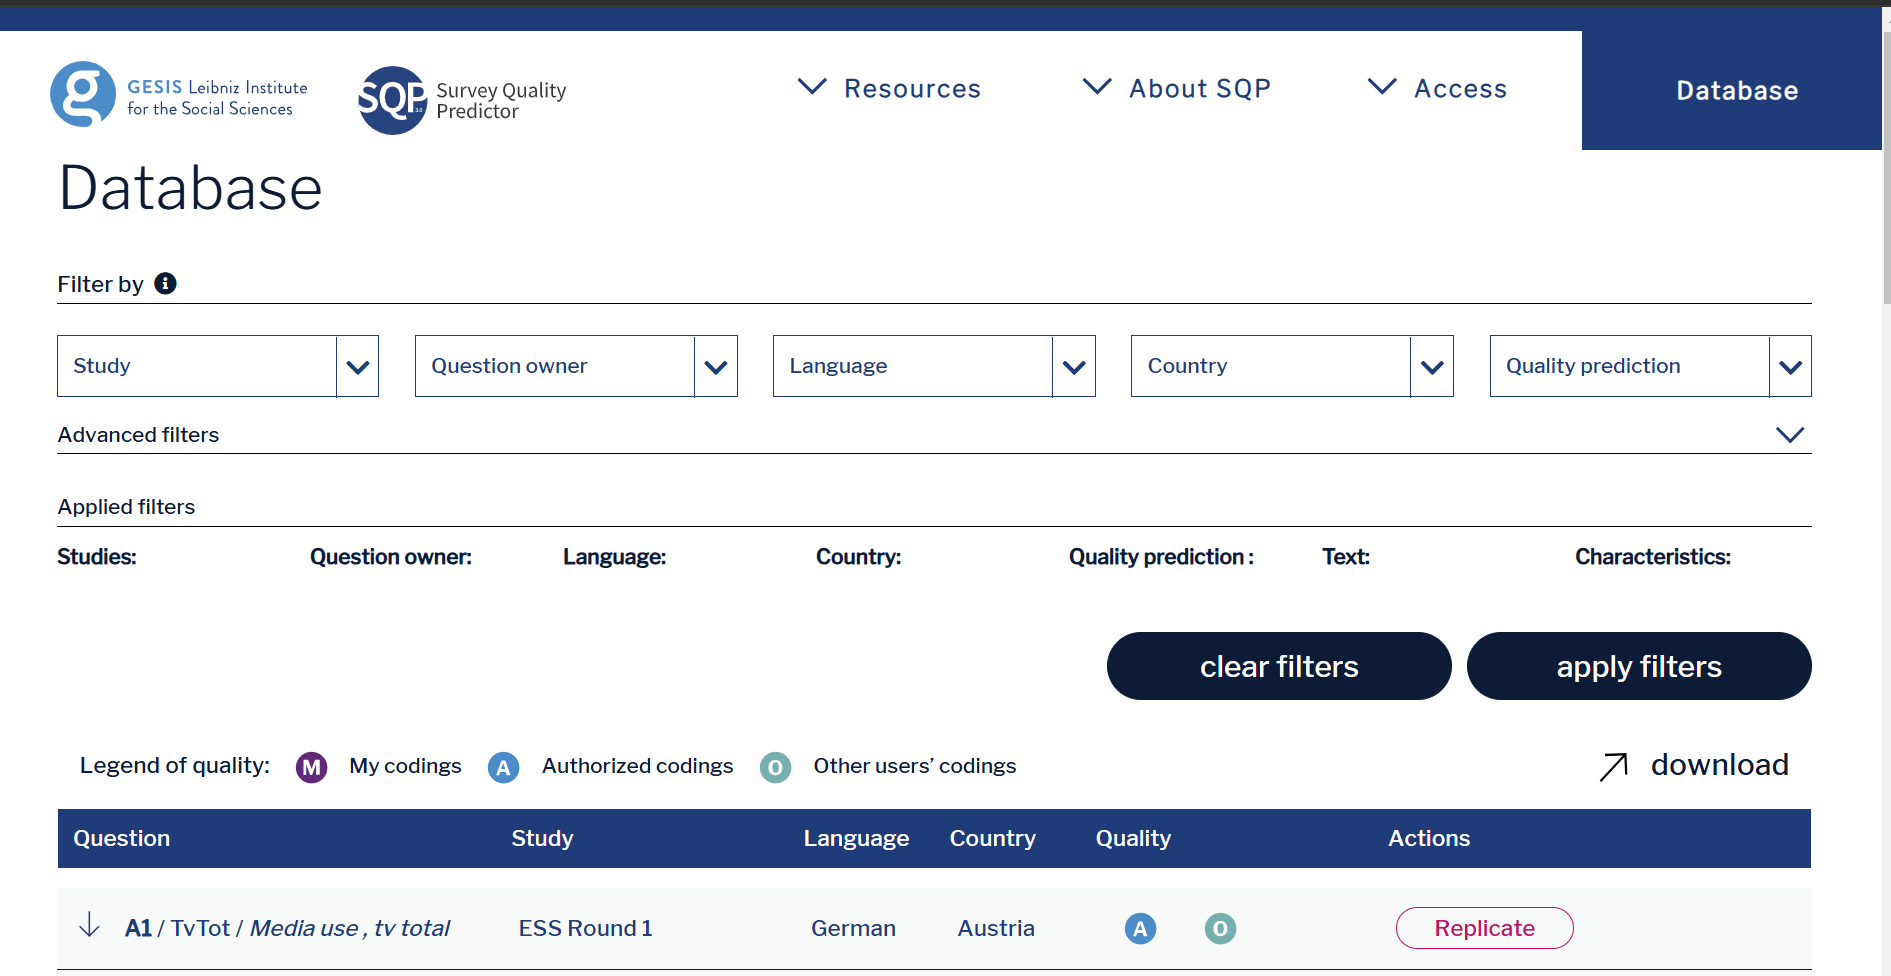 GESIS Leibniz Institute
for the Social Sciences
SQP 3.0
Survey Quality
Predictor
Resources
About SQP
Access
Database
Database
Filter by
Study
Question owner
Language
Country
Quality prediction
Advanced filters
Applied filters
Studies: Question owner: Language: Country: Quality prediction : Text: Characteristics:
clear filters
apply filters
Legend of quality: M My codings A Authorized codings O Other users’ codings
download
Question Study Language Country Quality Actions
A1 / TvTot / Media use , tv total ESS Round 1 German Austria A O Replicate